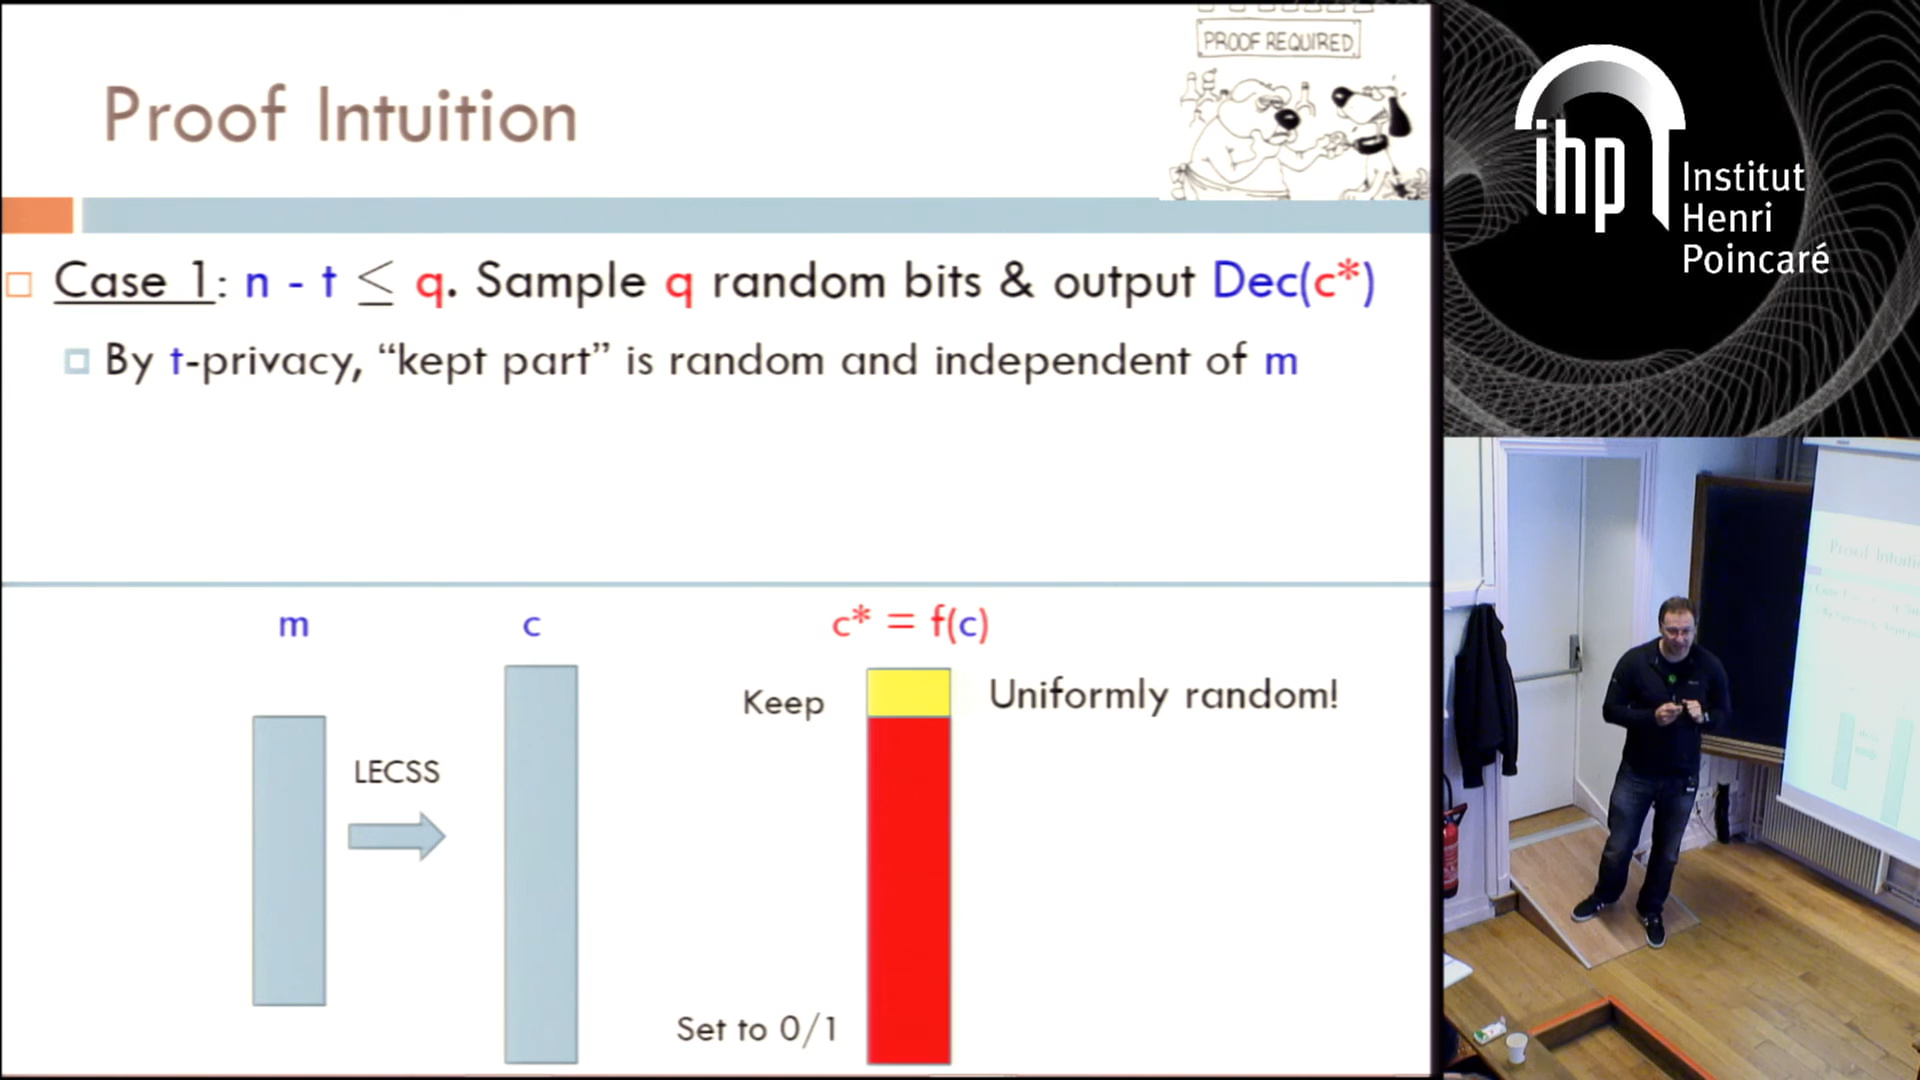 PROOF REQUIRED
Proof Intuition
Case 1: n - t ≤ q. Sample q random bits & output Dec(c*)
By t-privacy, “kept part” is random and independent of m
m
c
c* = f(c)
Keep
Uniformly random!
LECSS
Set to 0/1
ihp
Institut
Henri
Poincaré